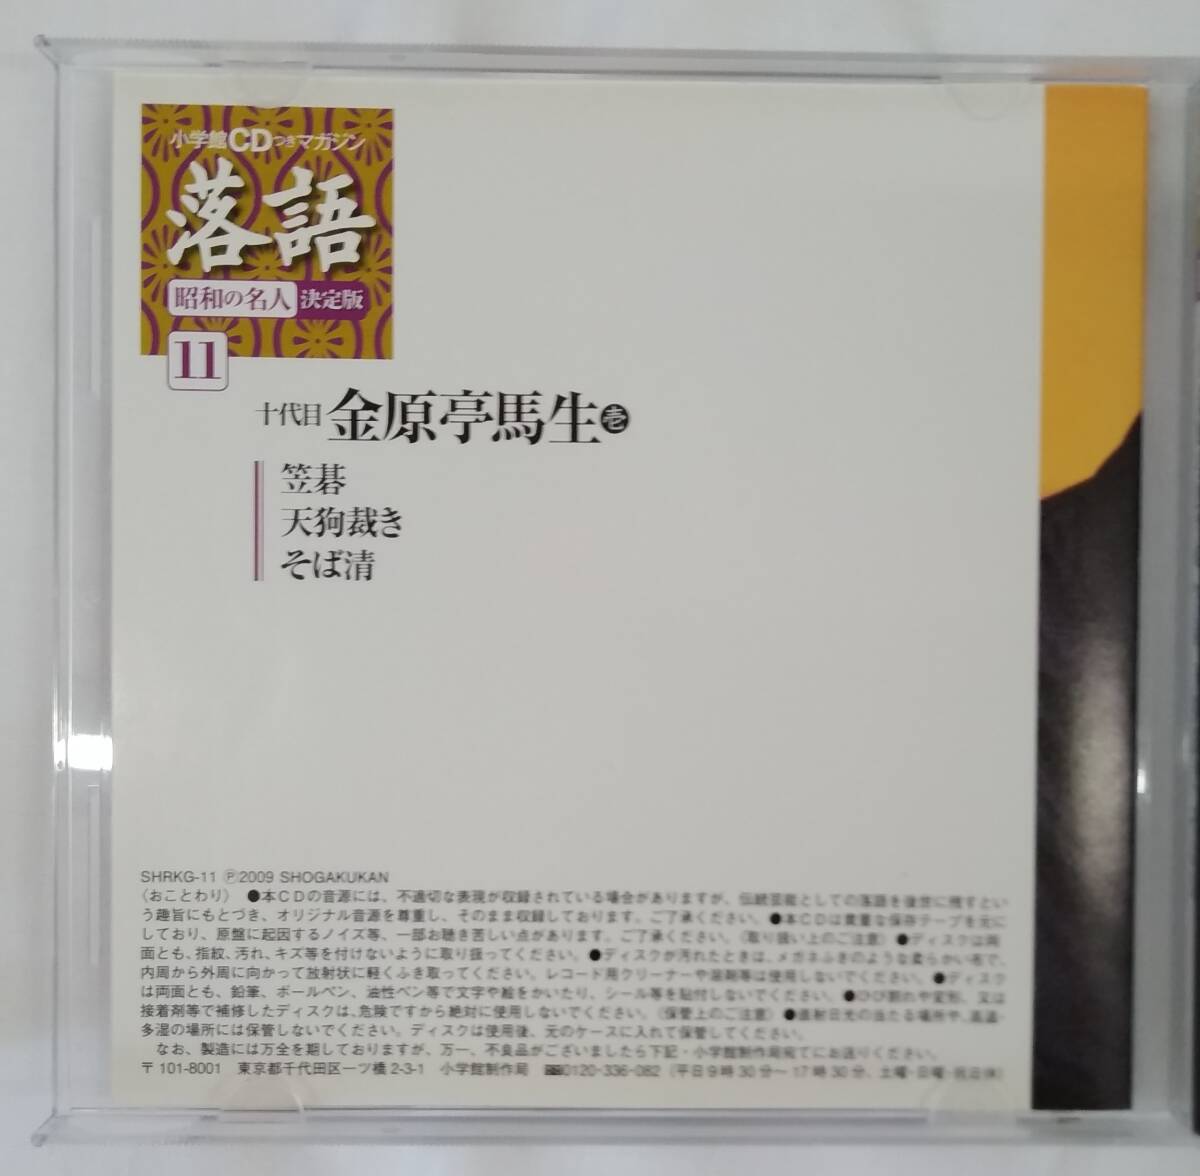 小学館CDつきマガジン
落語
昭和の名人 決定版
11
十代目 金原亭馬生 壱
笠碁
天狗裁き
そば清
SHRKG-11 Ⓟ2009 SHOGAKUKAN
〈おことわり〉●本CDの音源には、不適切な表現が収録されている場合がありますが、伝統芸能としての落語を後世に残すとい
う趣旨にもとづき、オリジナル音源を尊重し、そのまま収録しております。ご了承ください。●本CDは貴重な保存テープを元に
しており、原盤に起因するノイズ等、一部お聴き苦しい点があります。ご了承ください。〈取り扱い上のご注意〉●ディスクは両
面とも、指紋、汚れ、キズ等を付けないように取り扱ってください。●ディスクが汚れたときは、メガネふきのような柔らかい布で、
内周から外周に向かって放射状に軽くふき取ってください。レコード用クリーナーや溶剤等は使用しないでください。●ディスク
は両面とも、鉛筆、ボールペン、油性ペン等で文字や絵をかいたり、シール等を貼付しないでください。●ひび割れや変形、又は
接着剤等で補修したディスクは、危険ですから絶対に使用しないでください。〈保管上のご注意〉●直射日光の当たる場所や、高温・
多湿の場所には保管しないでください。ディスクは使用後、元のケースに入れて保管してください。
なお、製造には万全を期しておりますが、万一、不良品がございましたら下記・小学館制作局宛てにお送りください。
〒101-8001 東京都千代田区一ツ橋2-3-1 小学館制作局 0120-336-082（平日9時30分〜17時30分、土曜・日曜・祝日休）